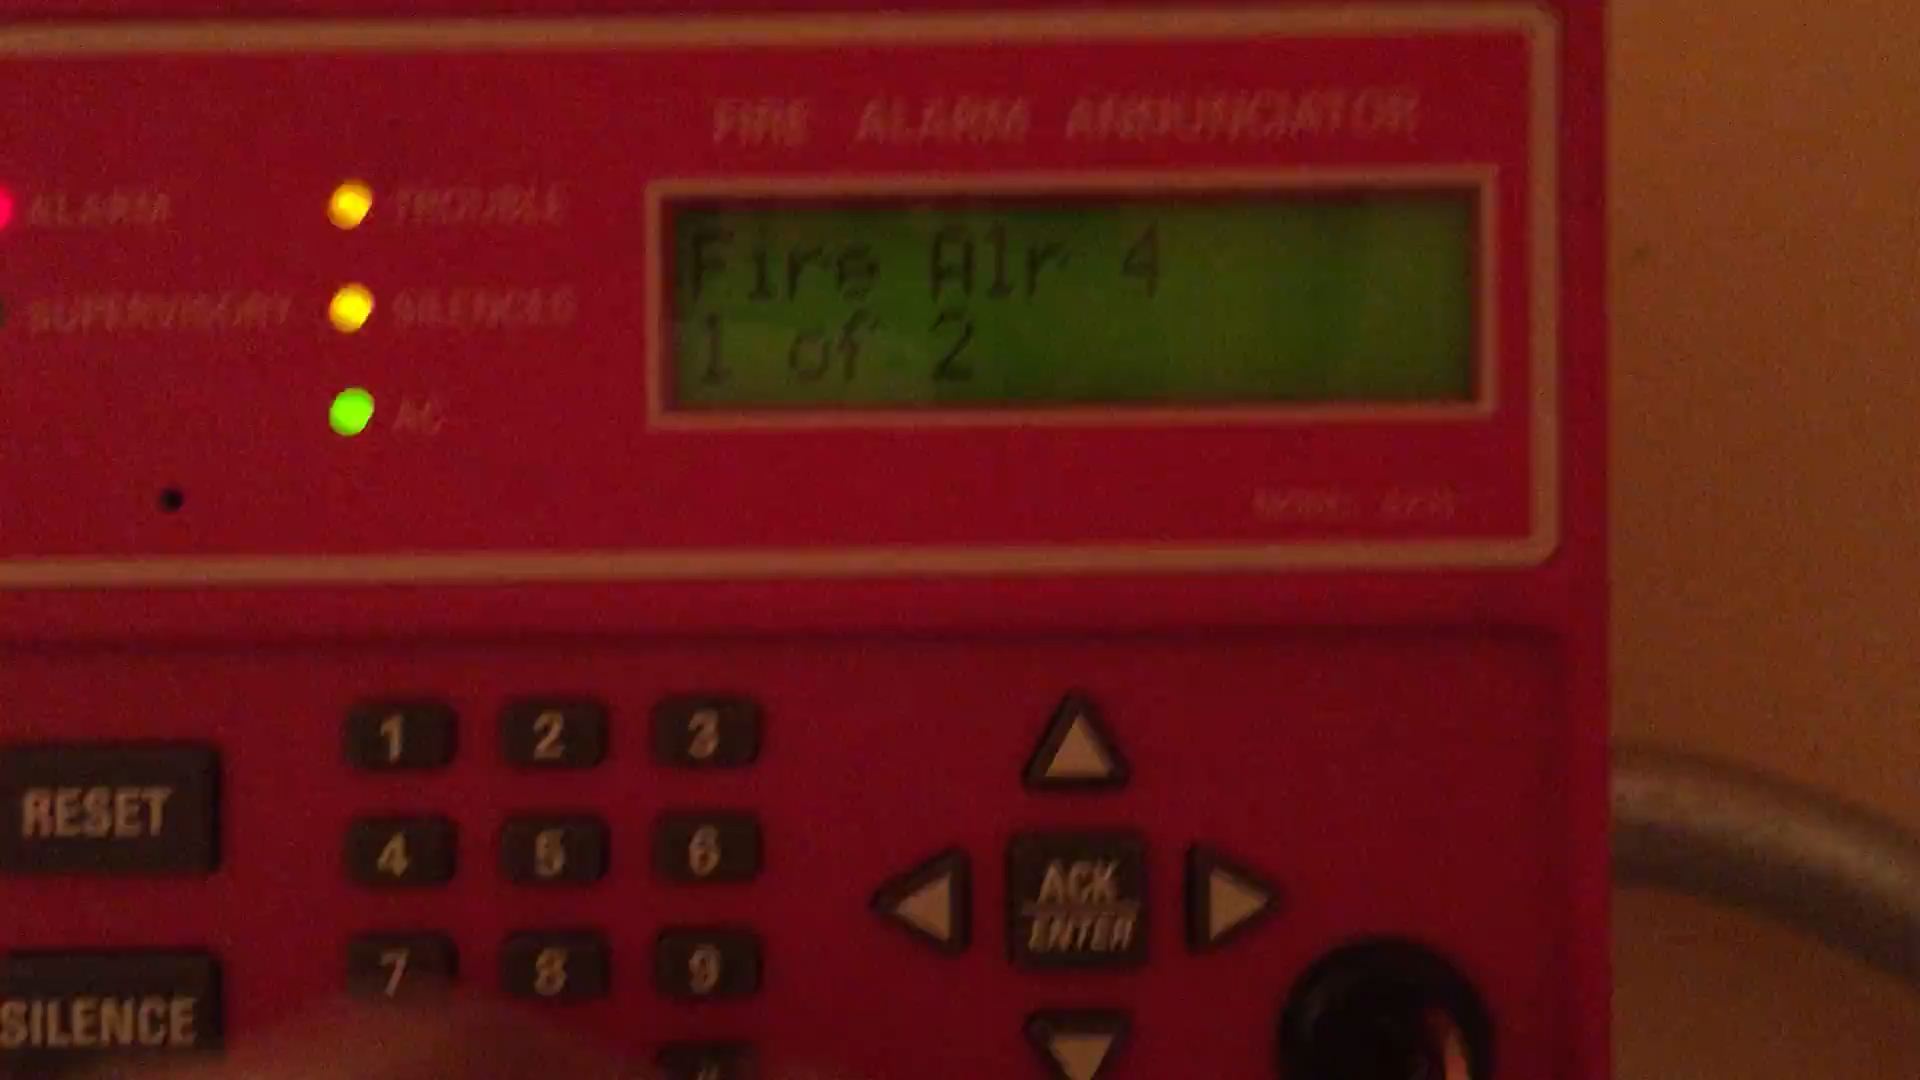 FIRE ALARM ANNUNCIATOR
ALARM
TROUBLE
SUPERVISORY
SILENCED
AC
Fire Alr 4
1 of 2
1 2 3
RESET
4 5 6
ACK
ENTER
7 8 9
SILENCE